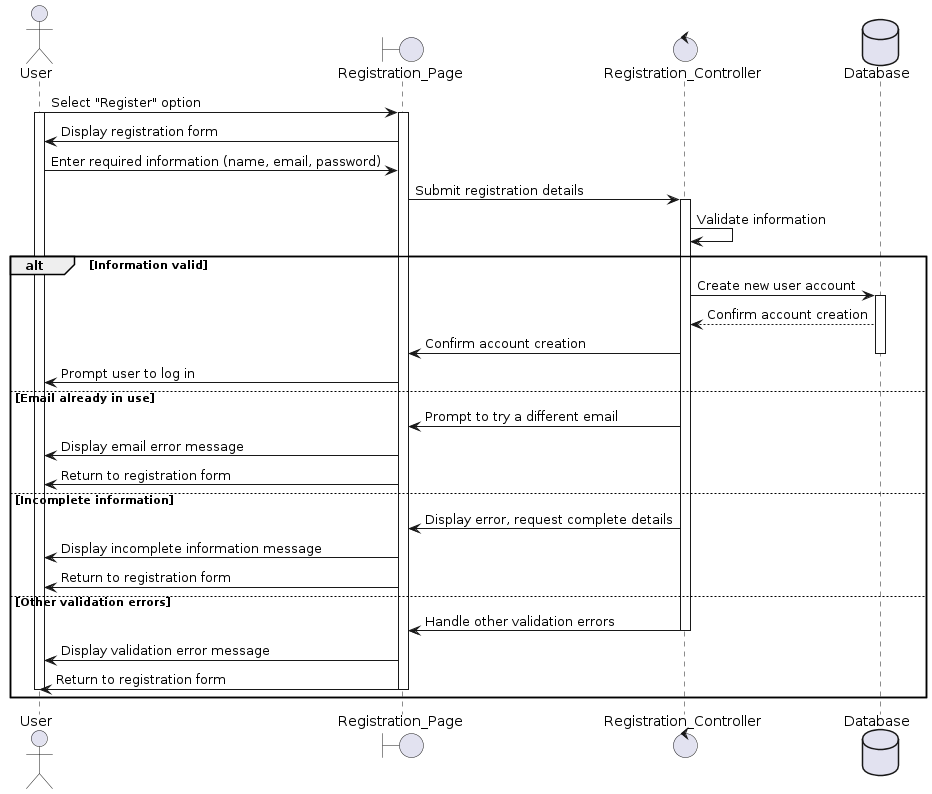 User
Registration_Page
Registration_Controller
Database
Select "Register" option
Display registration form
Enter required information (name, email, password)
Submit registration details
Validate information
alt
[Information valid]
Create new user account
Confirm account creation
Confirm account creation
Prompt user to log in
[Email already in use]
Prompt to try a different email
Display email error message
Return to registration form
[Incomplete information]
Display error, request complete details
Display incomplete information message
Return to registration form
[Other validation errors]
Handle other validation errors
Display validation error message
Return to registration form
User
Registration_Page
Registration_Controller
Database